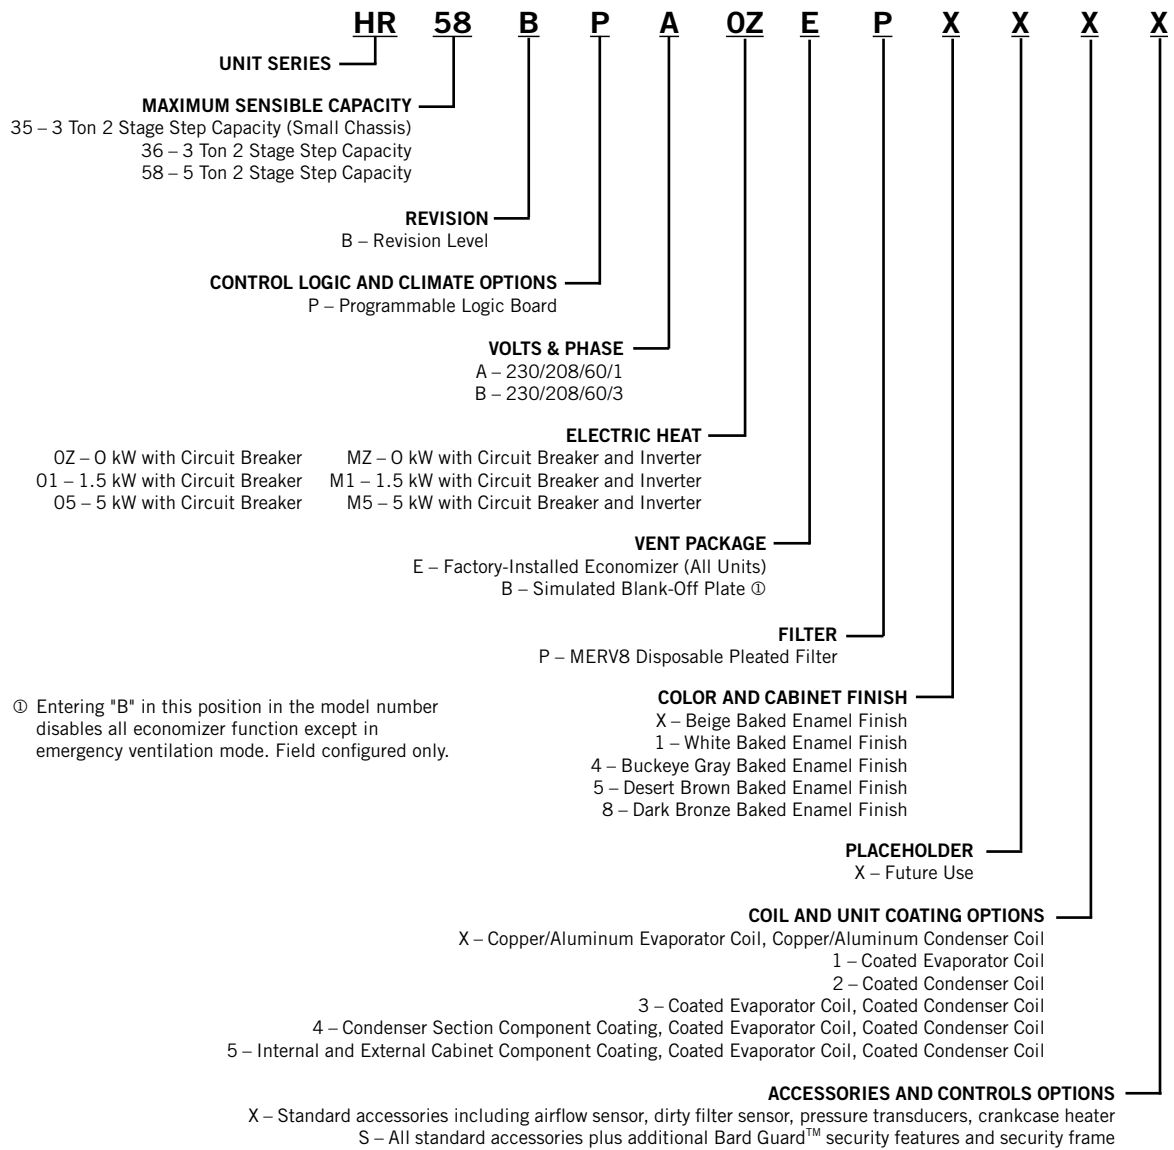 HR 58 B P A 0Z E P X X X X
UNIT SERIES
MAXIMUM SENSIBLE CAPACITY
35 – 3 Ton 2 Stage Step Capacity (Small Chassis)
36 – 3 Ton 2 Stage Step Capacity
58 – 5 Ton 2 Stage Step Capacity
REVISION
B – Revision Level
CONTROL LOGIC AND CLIMATE OPTIONS
P – Programmable Logic Board
VOLTS & PHASE
A – 230/208/60/1
B – 230/208/60/3
ELECTRIC HEAT
0Z – O kW with Circuit Breaker MZ – O kW with Circuit Breaker and Inverter
01 – 1.5 kW with Circuit Breaker M1 – 1.5 kW with Circuit Breaker and Inverter
05 – 5 kW with Circuit Breaker M5 – 5 kW with Circuit Breaker and Inverter
VENT PACKAGE
E – Factory-Installed Economizer (All Units)
B – Simulated Blank-Off Plate ①
FILTER
P – MERV8 Disposable Pleated Filter
① Entering "B" in this position in the model number
disables all economizer function except in
emergency ventilation mode. Field configured only.
COLOR AND CABINET FINISH
X – Beige Baked Enamel Finish
1 – White Baked Enamel Finish
4 – Buckeye Gray Baked Enamel Finish
5 – Desert Brown Baked Enamel Finish
8 – Dark Bronze Baked Enamel Finish
PLACEHOLDER
X – Future Use
COIL AND UNIT COATING OPTIONS
X – Copper/Aluminum Evaporator Coil, Copper/Aluminum Condenser Coil
1 – Coated Evaporator Coil
2 – Coated Condenser Coil
3 – Coated Evaporator Coil, Coated Condenser Coil
4 – Condenser Section Component Coating, Coated Evaporator Coil, Coated Condenser Coil
5 – Internal and External Cabinet Component Coating, Coated Evaporator Coil, Coated Condenser Coil
ACCESSORIES AND CONTROLS OPTIONS
X – Standard accessories including airflow sensor, dirty filter sensor, pressure transducers, crankcase heater
S – All standard accessories plus additional Bard Guard™ security features and security frame